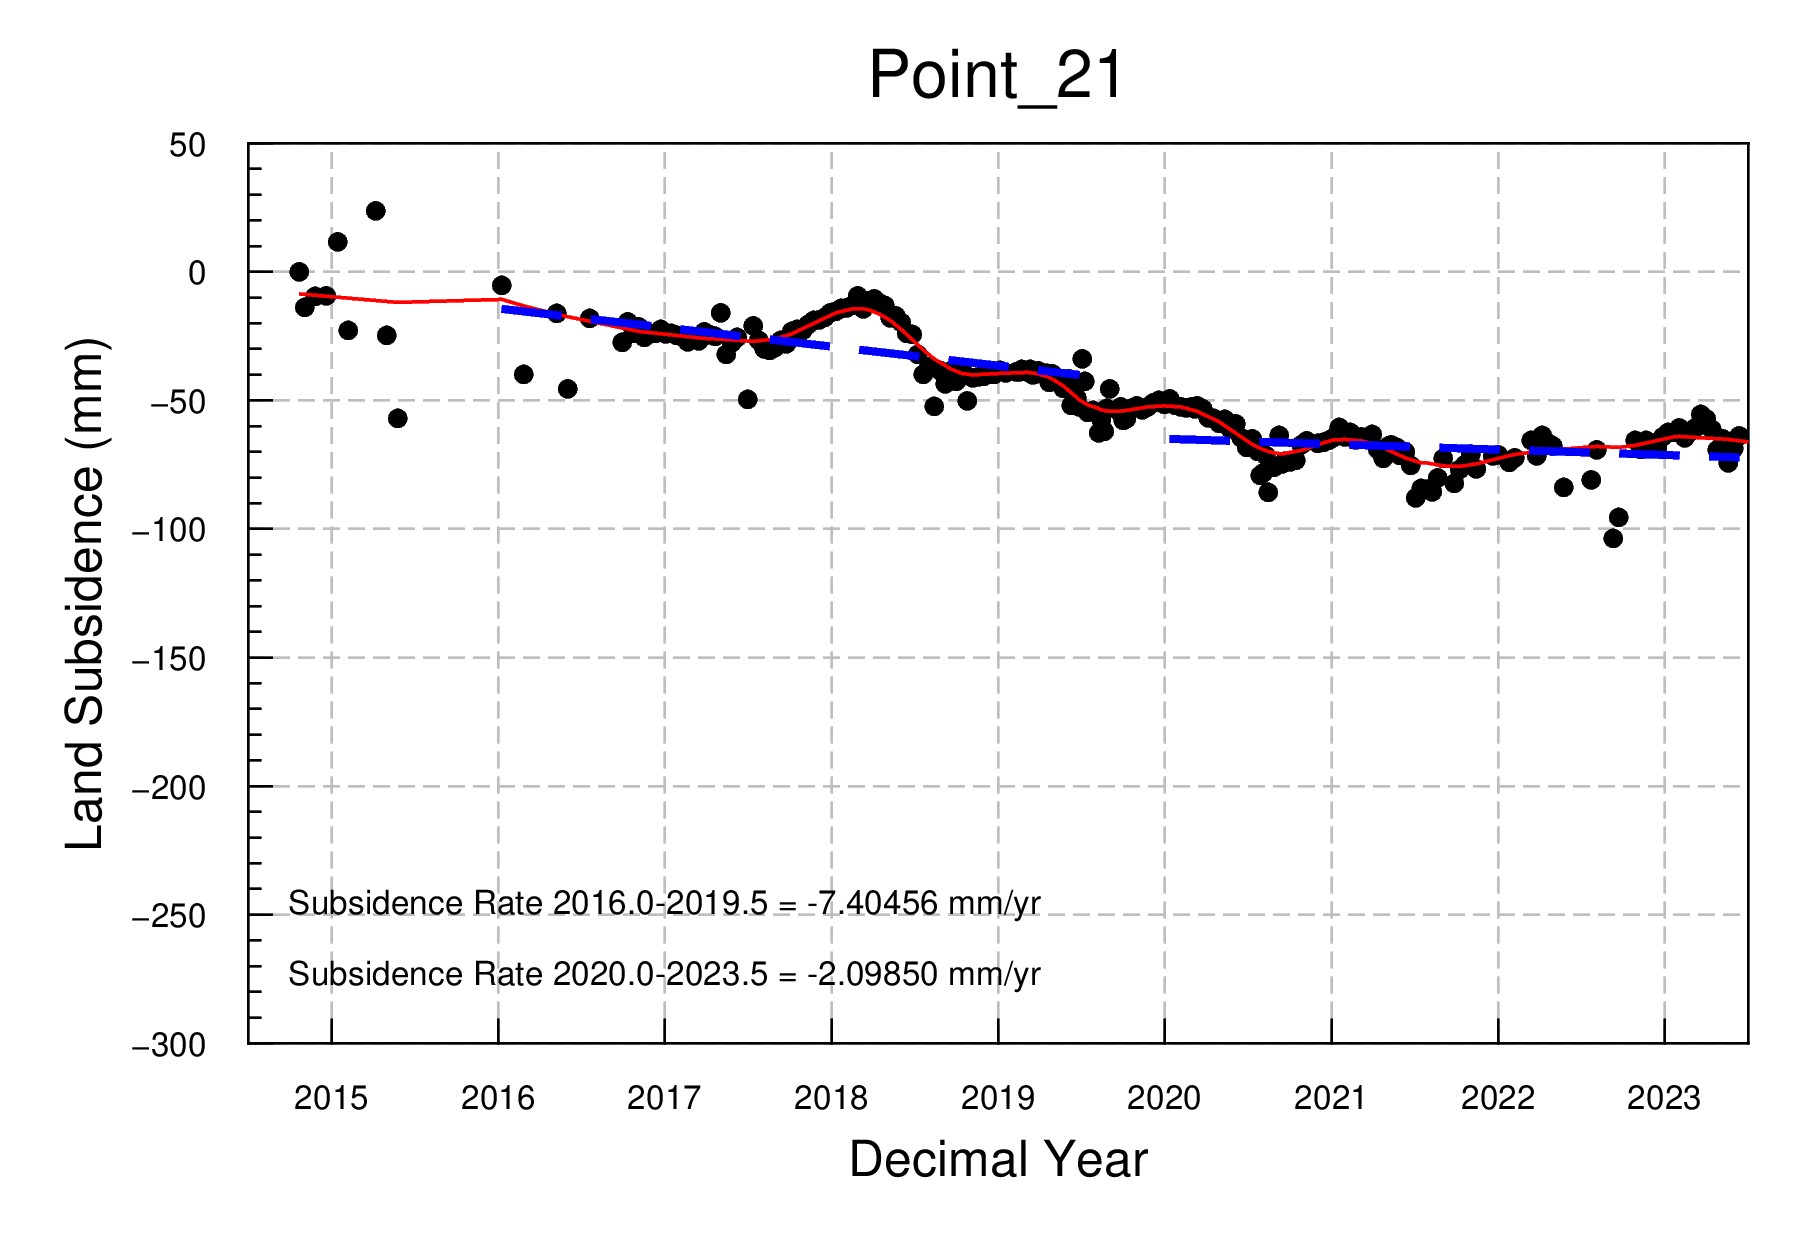 Point_21
50
0
−50
−100
−150
−200
−250
−300
Land Subsidence (mm)
Subsidence Rate 2016.0-2019.5 = -7.40456 mm/yr
Subsidence Rate 2020.0-2023.5 = -2.09850 mm/yr
2015 2016 2017 2018 2019 2020 2021 2022 2023
Decimal Year